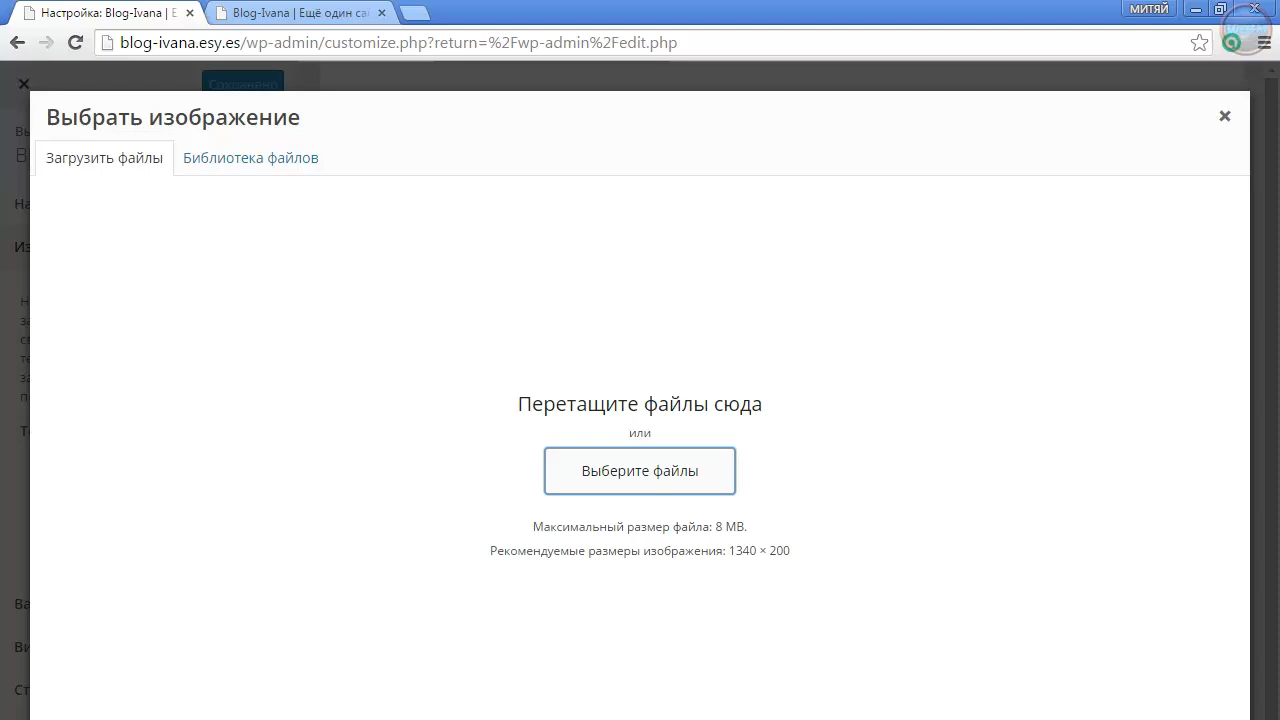 Настройка: Blog-Ivana |
Blog-Ivana | Ещё один са
МИТЯЙ
blog-ivana.esy.es/wp-admin/customize.php?return=%2Fwp-admin%2Fedit.php
Сохранено
Выбрать изображение
Загрузить файлы
Библиотека файлов
Перетащите файлы сюда
или
Выберите файлы
Максимальный размер файла: 8 MB.
Рекомендуемые размеры изображения: 1340 × 200